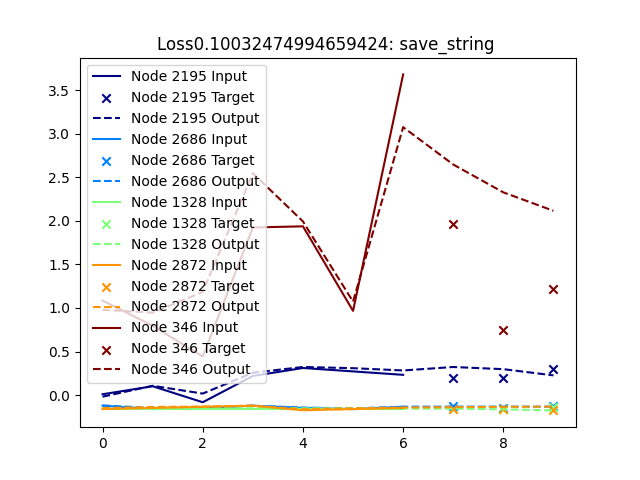 Loss0.10032474994659424: save_string
Node 2195 Input
Node 2195 Target
Node 2195 Output
Node 2686 Input
Node 2686 Target
Node 2686 Output
Node 1328 Input
Node 1328 Target
Node 1328 Output
Node 2872 Input
Node 2872 Target
Node 2872 Output
Node 346 Input
Node 346 Target
Node 346 Output
3.5
3.0
2.5
2.0
1.5
1.0
0.5
0.0
0 2 4 6 8